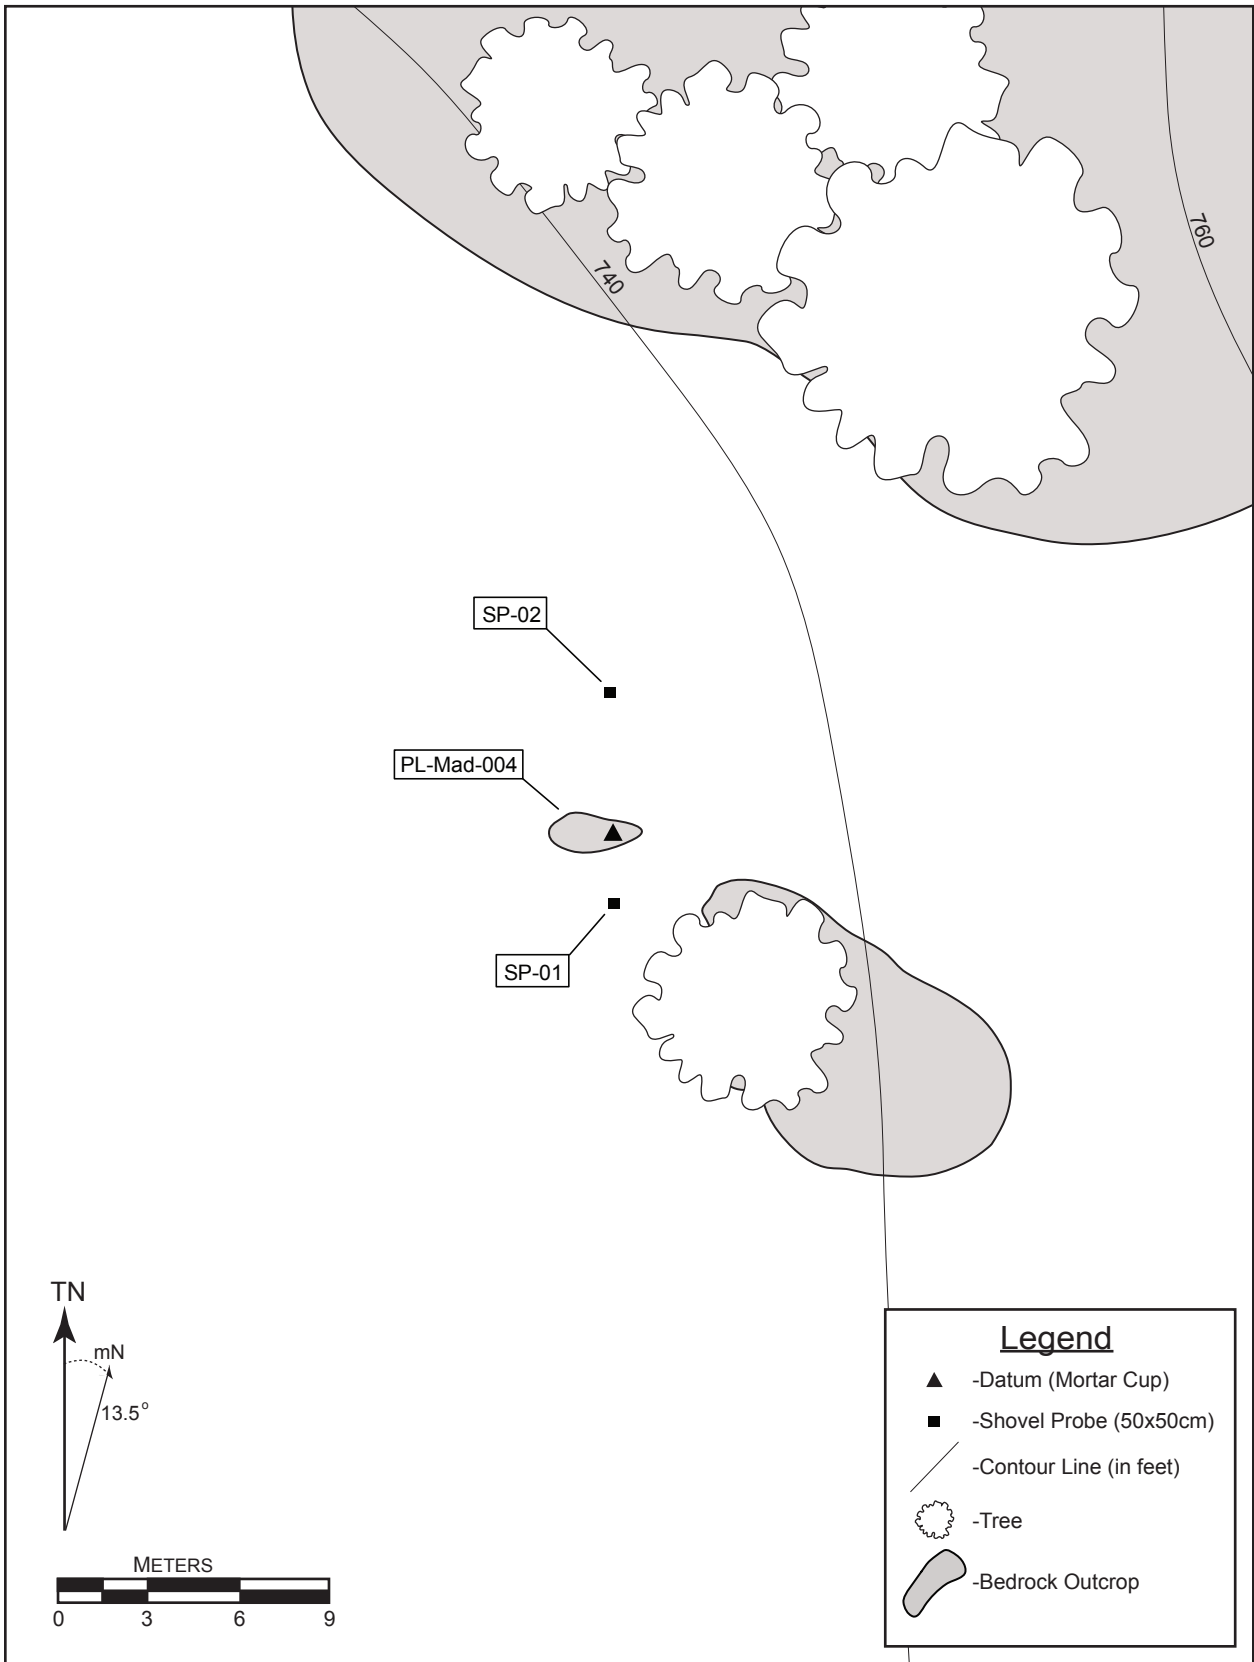 760
740
SP-02
PL-Mad-004
SP-01
TN
mN
13.5°
METERS
0 3 6 9
Legend
-Datum (Mortar Cup)
-Shovel Probe (50x50cm)
-Contour Line (in feet)
-Tree
-Bedrock Outcrop